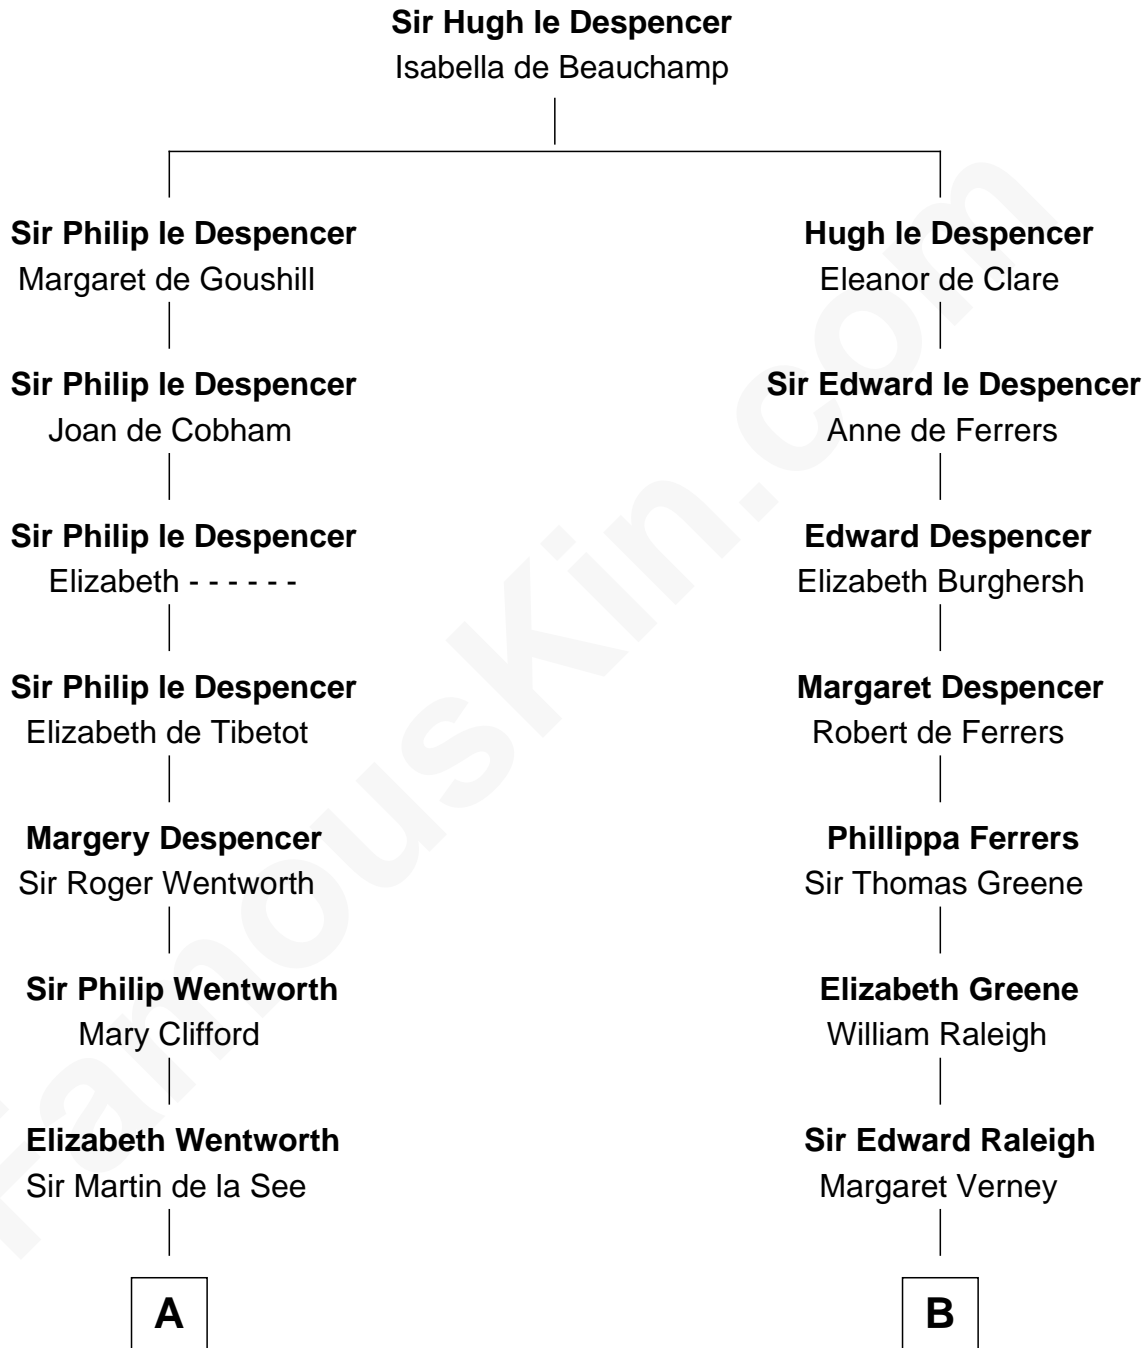 Sir Hugh le Despencer
Isabella de Beauchamp
Sir Philip le Despencer
Margaret de Goushill
Hugh le Despencer
Eleanor de Clare
Sir Philip le Despencer
Joan de Cobham
Sir Edward le Despencer
Anne de Ferrers
Sir Philip le Despencer
Elizabeth - - - - - -
Edward Despencer
Elizabeth Burghersh
Sir Philip le Despencer
Elizabeth de Tibetot
Margaret Despencer
Robert de Ferrers
Margery Despencer
Sir Roger Wentworth
Phillippa Ferrers
Sir Thomas Greene
Sir Philip Wentworth
Mary Clifford
Elizabeth Greene
William Raleigh
Elizabeth Wentworth
Sir Martin de la See
Sir Edward Raleigh
Margaret Verney
A
B
FamousKin.com